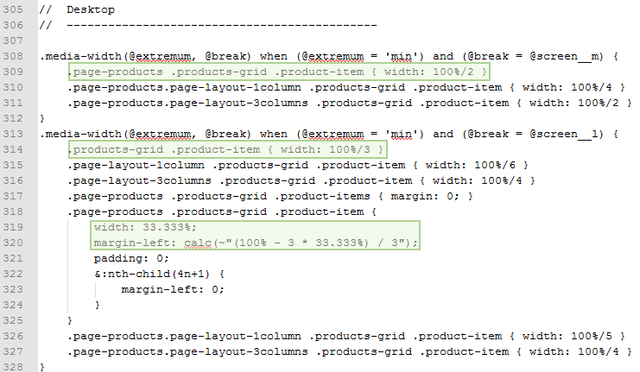 305 //  Desktop
306 //  ---------------------------------------------
307
308 .media-width(@extremum, @break) when (@extremum = 'min') and (@break = @screen__m) {
309     .page-products .products-grid .product-item { width: 100%/2 }
310     .page-products.page-layout-1column .products-grid .product-item { width: 100%/4 }
311     .page-products.page-layout-3columns .products-grid .product-item { width: 100%/2 }
312 }
313 .media-width(@extremum, @break) when (@extremum = 'min') and (@break = @screen__l) {
314     .products-grid .product-item { width: 100%/3 }
315     .page-layout-1column .products-grid .product-item { width: 100%/6 }
316     .page-layout-3columns .products-grid .product-item { width: 100%/4 }
317     .page-products .products-grid .product-items { margin: 0; }
318     .page-products .products-grid .product-item {
319         width: 33.333%;
320         margin-left: calc(~"(100% - 3 * 33.333%) / 3");
321         padding: 0;
322         &:nth-child(4n+1) {
323             margin-left: 0;
324         }
325     }
326     .page-products.page-layout-1column .products-grid .product-item { width: 100%/5 }
327     .page-products.page-layout-3columns .products-grid .product-item { width: 100%/4 }
328 }